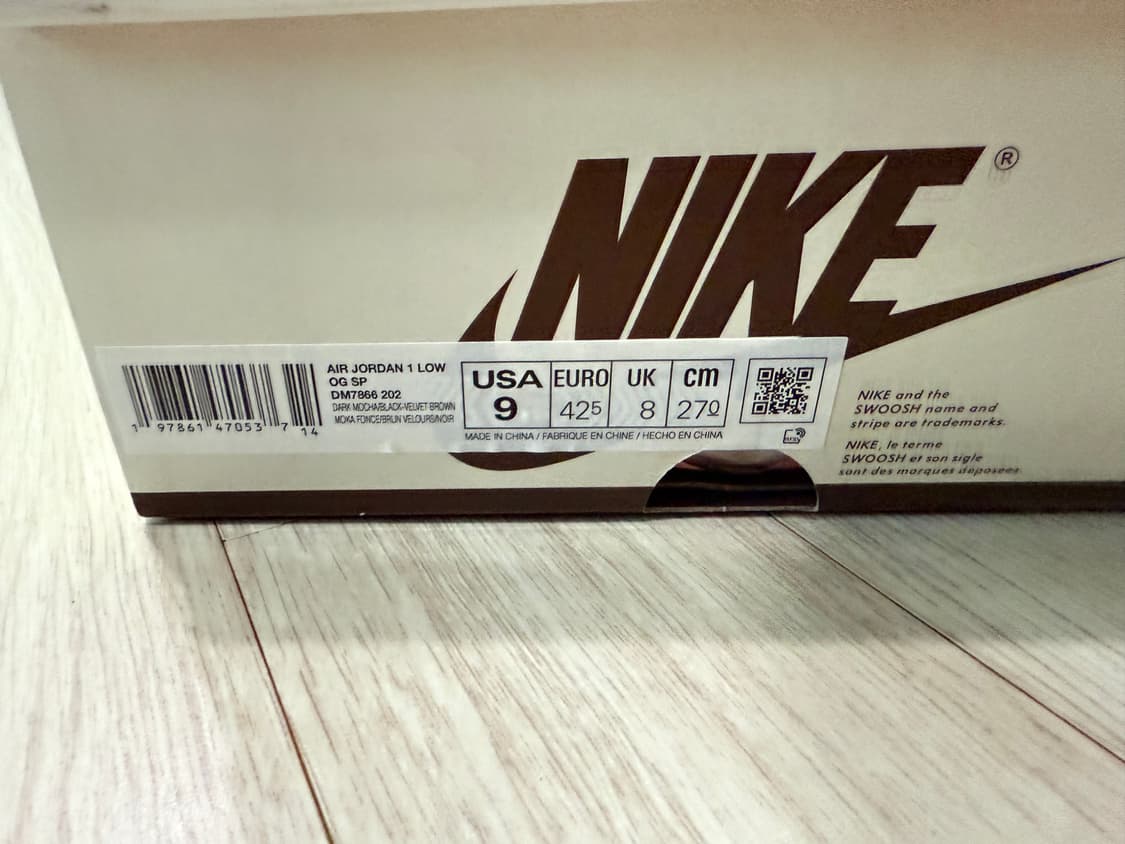 NIKE®
AIR JORDAN 1 LOW
OG SP
DM7866 202
DARK MOCHA/BLACK-VELVET BROWN
MOKA FONCE/BRUN VELOURS/NOIR
1 97861 47053 7 14
USA EURO UK cm
9 425 8 270
MADE IN CHINA / FABRIQUE EN CHINE / HECHO EN CHINA
NIKE and the
SWOOSH name and
stripe are trademarks.
NIKE, le terme
SWOOSH et son sigle
sont des marques déposées